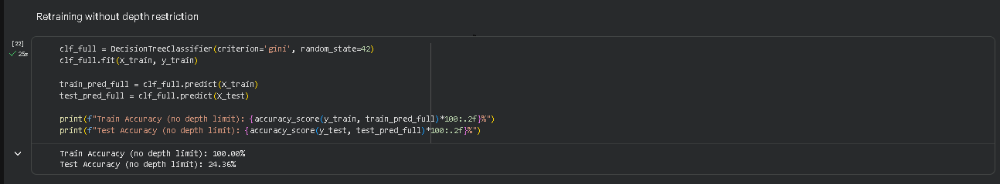 Retraining without depth restriction
[22]
25s
clf_full = DecisionTreeClassifier(criterion='gini', random_state=42)
clf_full.fit(X_train, y_train)
train_pred_full = clf_full.predict(X_train)
test_pred_full = clf_full.predict(X_test)
print(f"Train Accuracy (no depth limit): {accuracy_score(y_train, train_pred_full)*100:.2f}%")
print(f"Test Accuracy (no depth limit): {accuracy_score(y_test, test_pred_full)*100:.2f}%")
Train Accuracy (no depth limit): 100.00%
Test Accuracy (no depth limit): 24.36%